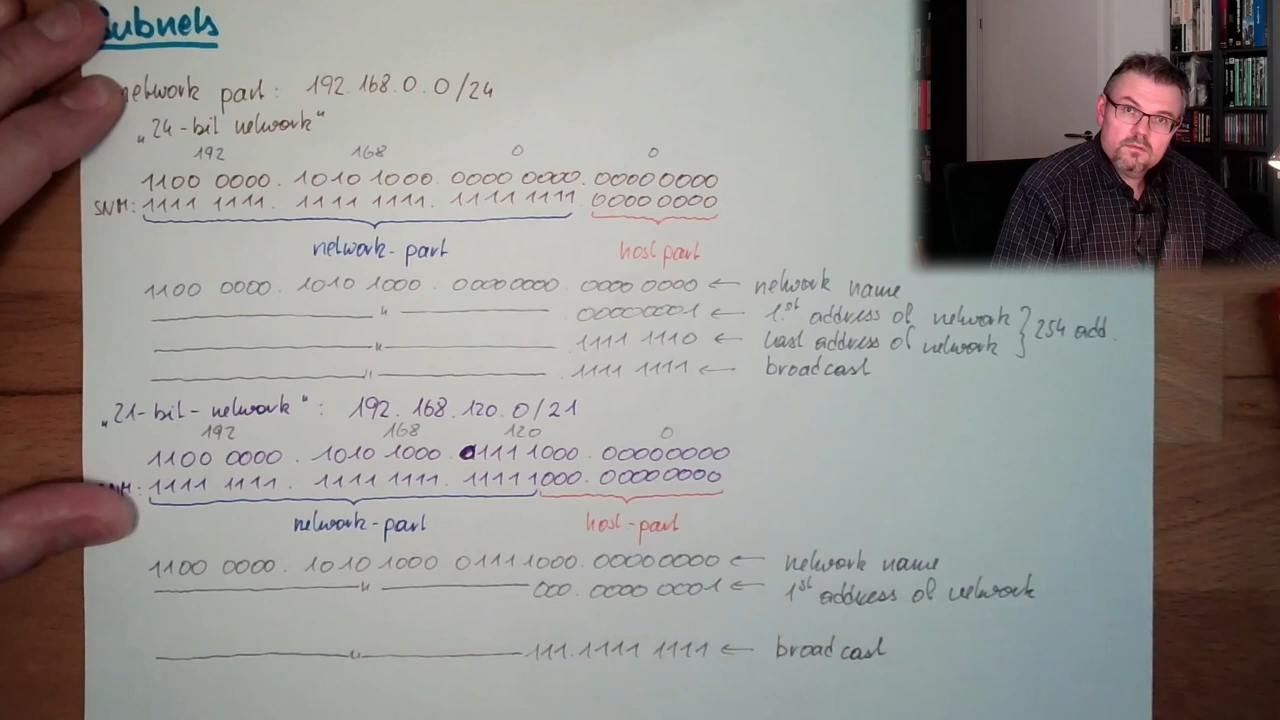 Subnets
network part: 192.168.0.0/24
„24-bit network“
192 168 0 0
1100 0000. 1010 1000. 0000 0000. 0000 0000
SNM: 1111 1111. 1111 1111. 1111 1111. 0000 0000
network-part host part
1100 0000. 1010 1000. 0000 0000. 0000 0000 ← network name
—— " —— 0000 0001 ← 1st address of network } 254 add.
—— " —— 1111 1110 ← last address of network
—— " —— 1111 1111 ← broadcast
„21-bit-network“: 192.168.120.0/21
192 168 120 0
1100 0000. 1010 1000. 0111 1000. 0000 0000
SNM: 1111 1111. 1111 1111. 1111 1000. 0000 0000
network-part host-part
1100 0000. 1010 1000 0111 1000. 0000 0000 ← network name
—— " —— 000. 0000 0001 ← 1st address of network
—— " —— 111. 1111 1111 ← broadcast